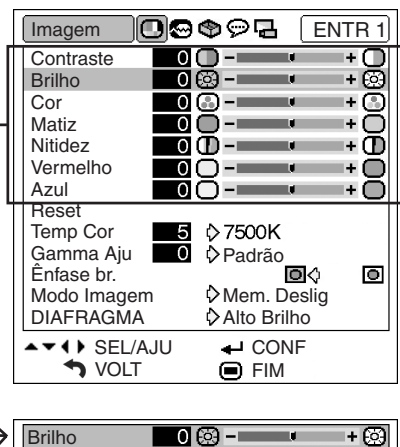 Imagem ENTR 1
Contraste 0 - +
Brilho 0 - +
Cor 0 - +
Matiz 0 - +
Nitidez 0 - +
Vermelho 0 - +
Azul 0 - +
Reset
Temp Cor 5 7500K
Gamma Aju 0 Padrão
Ênfase br.
Modo Imagem Mem. Deslig
DIAFRAGMA Alto Brilho
SEL/AJU CONF
VOLT FIM
Brilho 0 - +